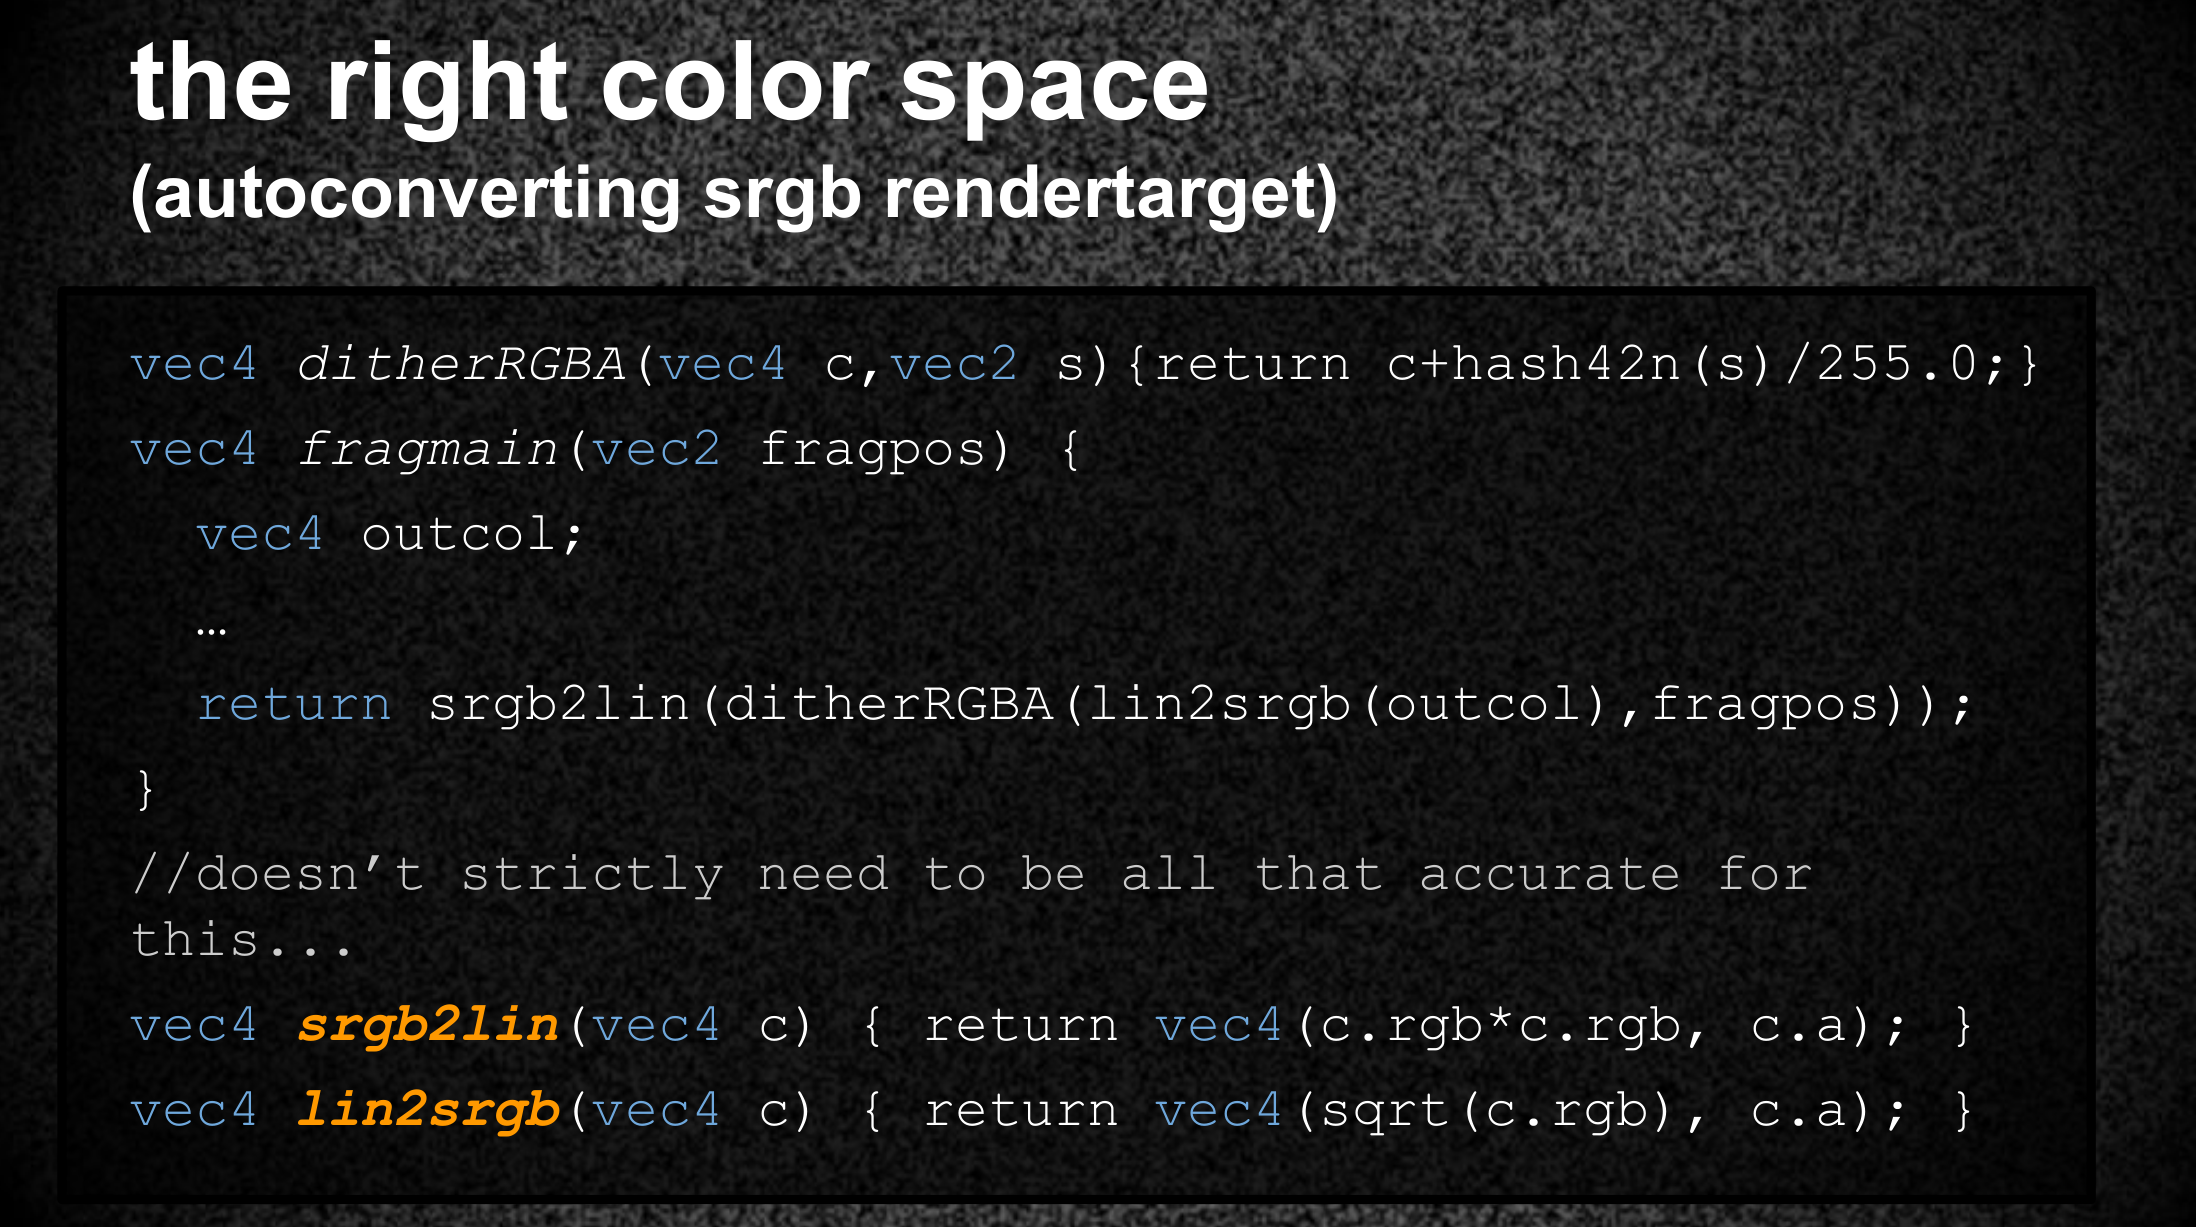 the right color space
(autoconverting srgb rendertarget)
vec4 ditherRGBA(vec4 c,vec2 s){return c+hash42n(s)/255.0;}
vec4 fragmain(vec2 fragpos) {
  vec4 outcol;
  …
  return srgb2lin(ditherRGBA(lin2srgb(outcol),fragpos));
}
//doesn’t strictly need to be all that accurate for
this...
vec4 srgb2lin(vec4 c) { return vec4(c.rgb*c.rgb, c.a); }
vec4 lin2srgb(vec4 c) { return vec4(sqrt(c.rgb), c.a); }